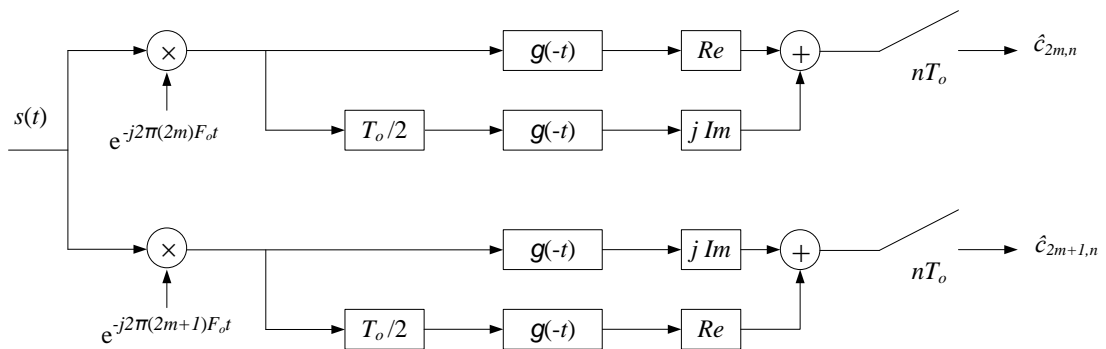 × g(-t) Re + ĉ2m,n
nTo
s(t)
e-j2π(2m)Fot To/2 g(-t) j Im
× g(-t) j Im + ĉ2m+1,n
nTo
e-j2π(2m+1)Fot To/2 g(-t) Re